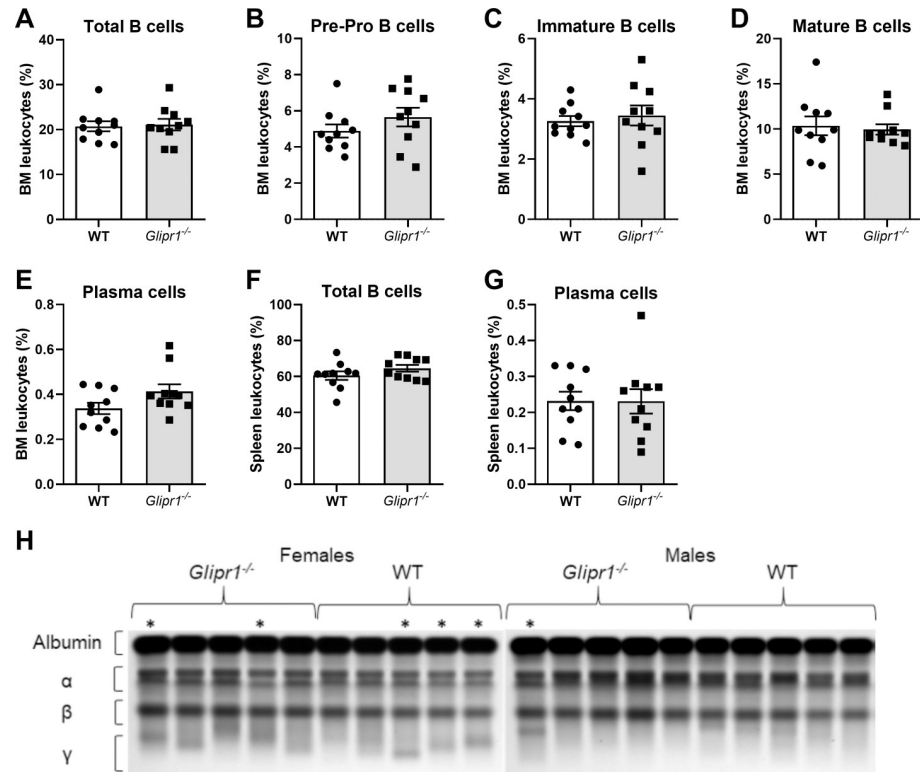 A
Total B cells
BM leukocytes (%)
30
20
10
0
WT
Glipr1-/-
B
Pre-Pro B cells
BM leukocytes (%)
8
6
4
2
0
WT
Glipr1-/-
C
Immature B cells
BM leukocytes (%)
6
4
2
0
WT
Glipr1-/-
D
Mature B cells
BM leukocytes (%)
20
15
10
5
0
WT
Glipr1-/-
E
Plasma cells
BM leukocytes (%)
0.8
0.6
0.4
0.2
0.0
WT
Glipr1-/-
F
Total B cells
Spleen leukocytes (%)
100
80
60
40
20
0
WT
Glipr1-/-
G
Plasma cells
Spleen leukocytes (%)
0.5
0.4
0.3
0.2
0.1
0.0
WT
Glipr1-/-
H
Females Males
Glipr1-/- WT Glipr1-/- WT
* * * * * *
Albumin
α
β
γ